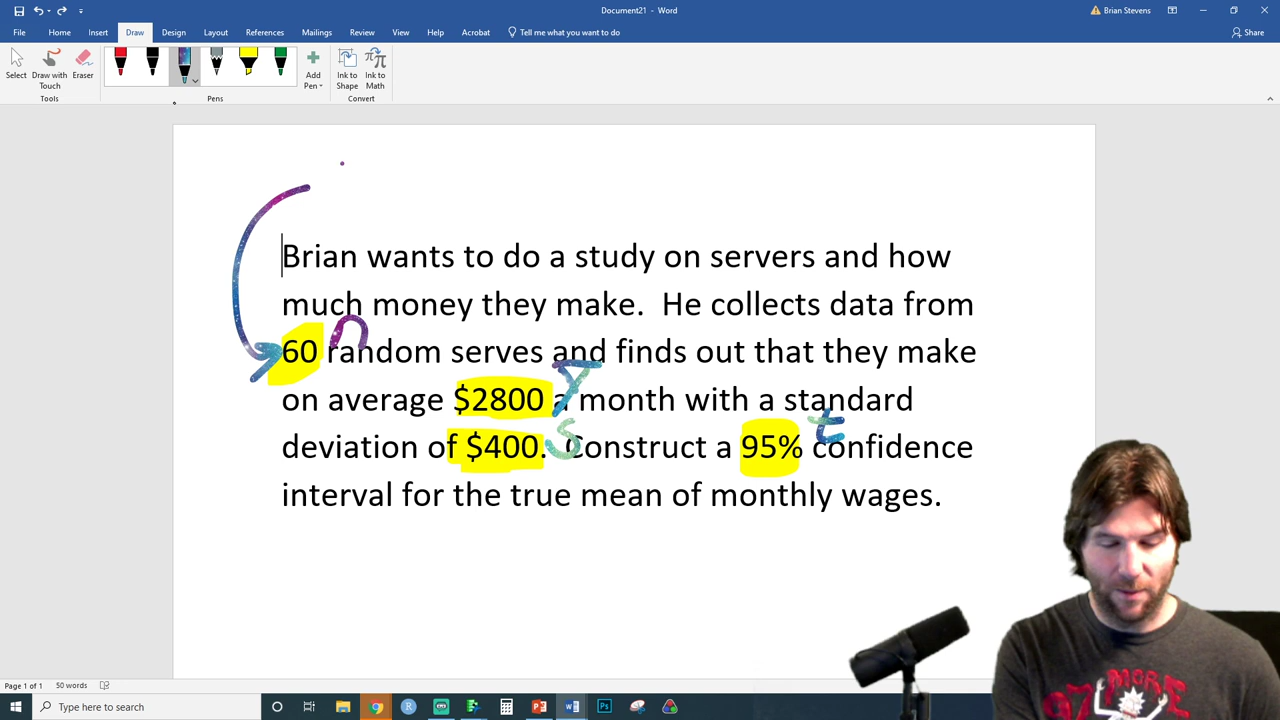 Document21 - Word
Brian Stevens
File Home Insert Draw Design Layout References Mailings Review View Help Acrobat Tell me what you want to do Share
Select Draw with Touch Eraser Add Pen Ink to Shape Ink to Math
Tools Pens Convert
Brian wants to do a study on servers and how
much money they make. He collects data from
60 random serves and finds out that they make
n
on average $2800 a month with a standard
x̅
deviation of $400. Construct a 95% confidence
s t
interval for the true mean of monthly wages.
MORE
Page 1 of 1 50 words
Type here to search